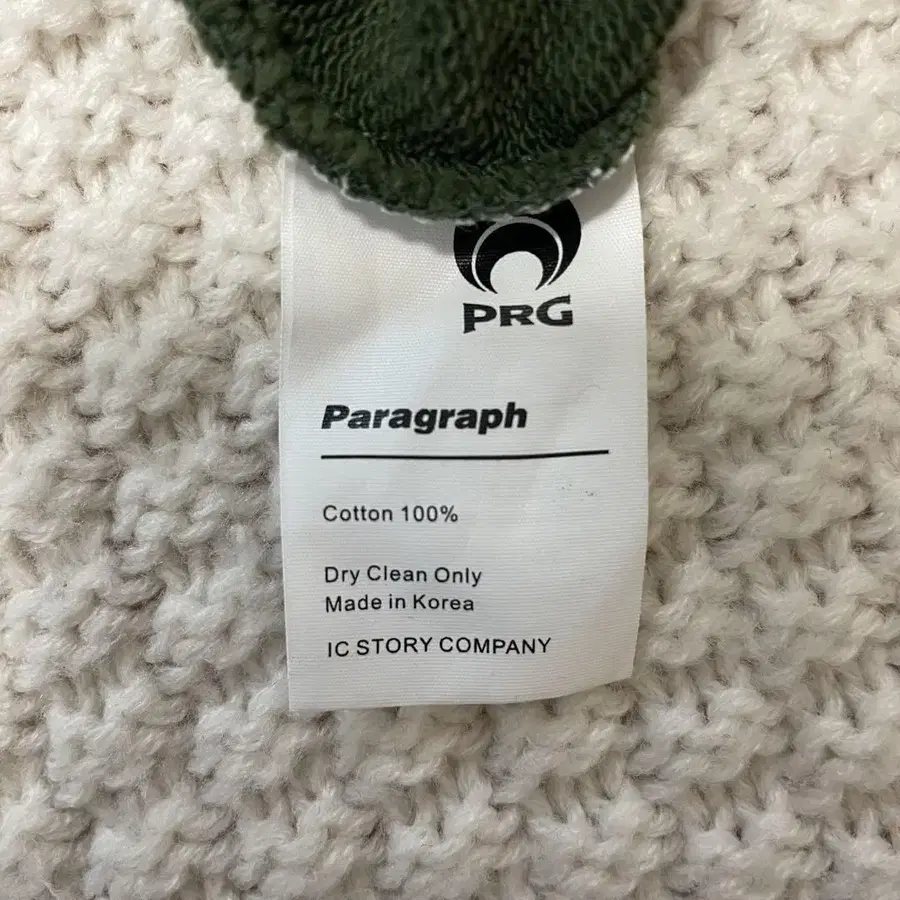 PRG
Paragraph
Cotton 100%
Dry Clean Only
Made in Korea
IC STORY COMPANY